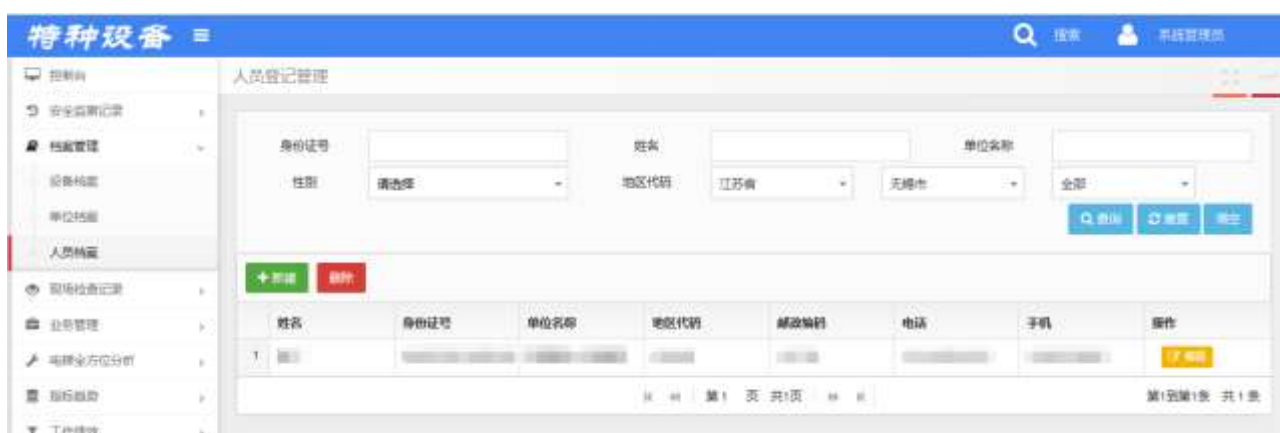 特种设备
搜索 系统管理员
控制台
人员登记管理
安全监察记录
档案管理
设备档案
单位档案
人员档案
现场检查记录
业务管理
电梯全方位分析
身份证号 姓名 单位名称
性别 请选择 地区代码 江苏省 无锡市 全部
查询 重置 清空
新建 删除
姓名 身份证号 单位名称 地区代码 邮政编码 电话 手机 操作
1 编辑
第 1 页 共1页 第1到第1条 共 1 条